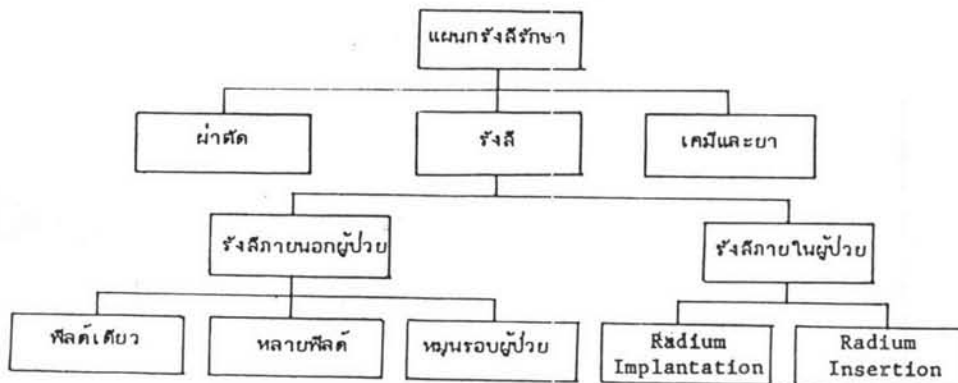 แผนกรังสีรักษา
ผ่าตัด
รังสี
เคมีและยา
รังสีภายนอกผู้ป่วย
รังสีภายในผู้ป่วย
ฟีลด์เดียว
หลายฟีลด์
หมุนรอบผู้ป่วย
Radium
Implantation
Radium
Insertion